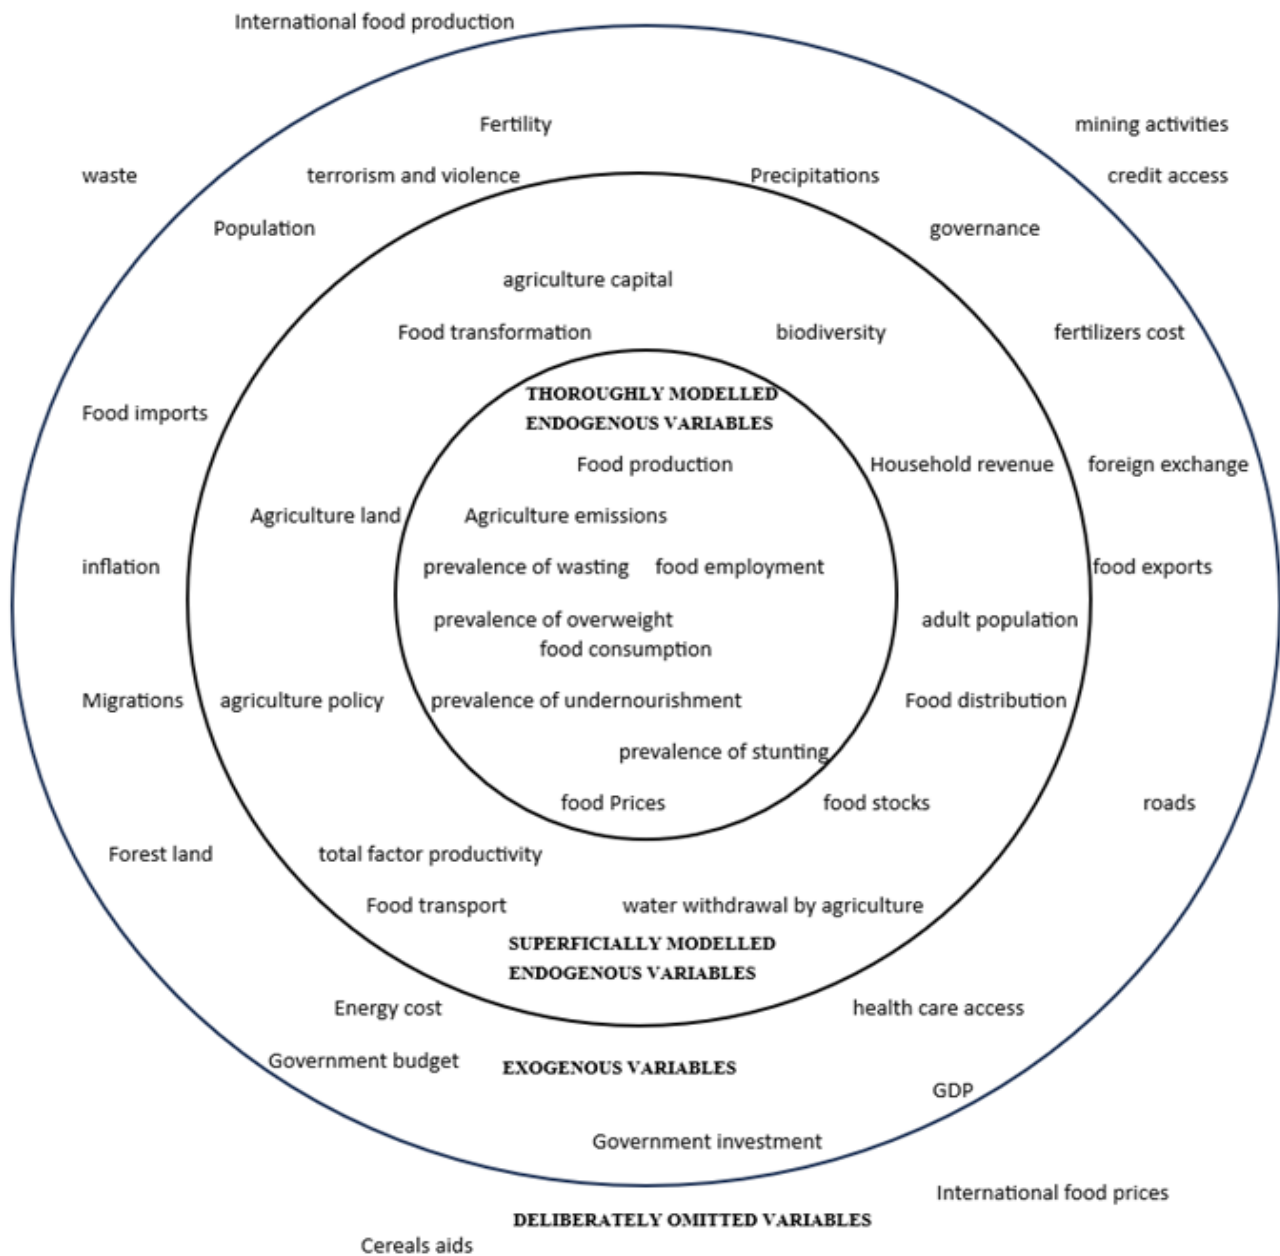 International food production
Fertility
mining activities
waste
terrorism and violence
Precipitations
credit access
Population
governance
agriculture capital
Food transformation
biodiversity
fertilizers cost
THOROUGHLY MODELLED
ENDOGENOUS VARIABLES
Food imports
Food production
Household revenue
foreign exchange
Agriculture land
Agriculture emissions
inflation
prevalence of wasting
food employment
food exports
prevalence of overweight
adult population
food consumption
Migrations
agriculture policy
prevalence of undernourishment
Food distribution
prevalence of stunting
food Prices
food stocks
roads
Forest land
total factor productivity
Food transport
water withdrawal by agriculture
SUPERFICIALLY MODELLED
ENDOGENOUS VARIABLES
Energy cost
health care access
Government budget
EXOGENOUS VARIABLES
GDP
Government investment
International food prices
DELIBERATELY OMITTED VARIABLES
Cereals aids